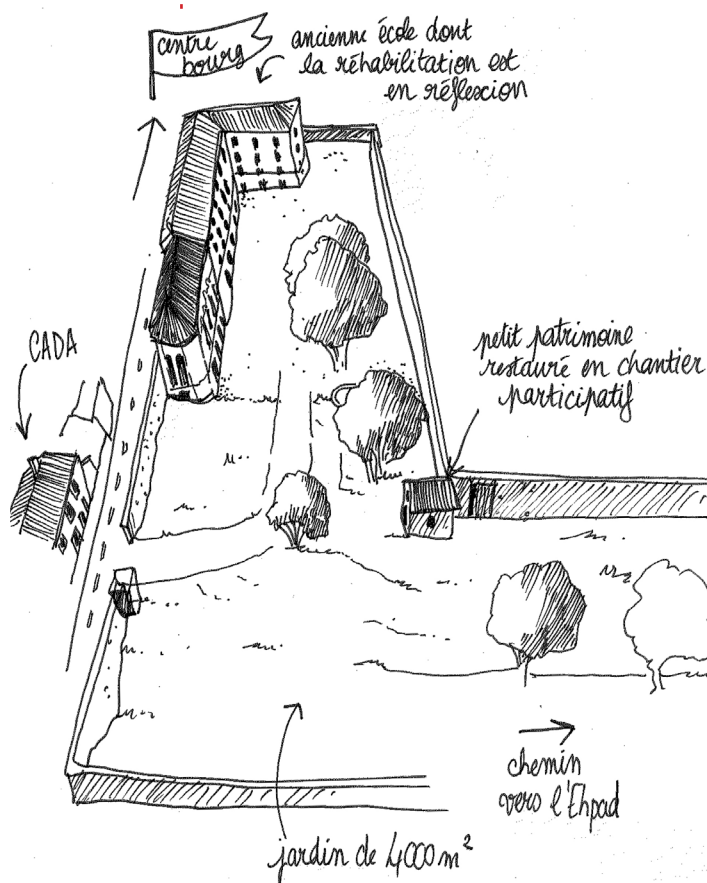 centre
bourg
ancienne école dont
la réhabilitation est
en réflexion
CADA
petit patrimoine
restauré en chantier
participatif
chemin
vers l'Ehpad
jardin de 4000 m²